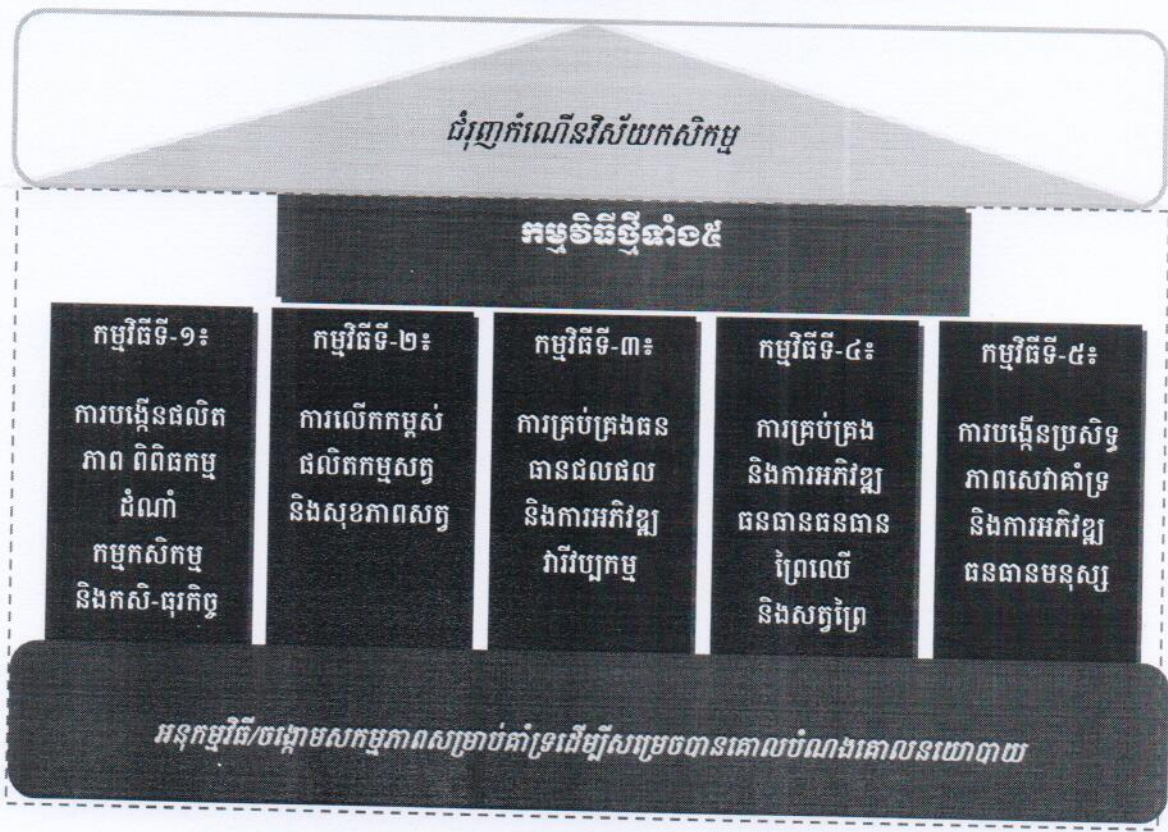 ជំរុញកំណើនវិស័យកសិកម្ម
កម្មវិធីថ្មីទាំង៥
កម្មវិធីទី-១៖
ការបង្កើនផលិត
ភាព ពិពិធកម្ម
ដំណាំ
កម្មកសិកម្ម
និងកសិ-ធុរកិច្ច
កម្មវិធីទី-២៖
ការលើកកម្ពស់
ផលិតកម្មសត្វ
និងសុខភាពសត្វ
កម្មវិធីទី-៣៖
ការគ្រប់គ្រងធន
ធានជលផល
និងការអភិវឌ្ឍ
វារីវប្បកម្ម
កម្មវិធីទី-៤៖
ការគ្រប់គ្រង
និងការអភិវឌ្ឍ
ធនធានធនធាន
ព្រៃឈើ
និងសត្វព្រៃ
កម្មវិធីទី-៥៖
ការបង្កើនប្រសិទ្ធ
ភាពសេវាគាំទ្រ
និងការអភិវឌ្ឍ
ធនធានមនុស្ស
អនុកម្មវិធី/ចង្កោមសកម្មភាពសម្រាប់គាំទ្រដើម្បីសម្រេចបានគោលបំណងគោលនយោបាយ